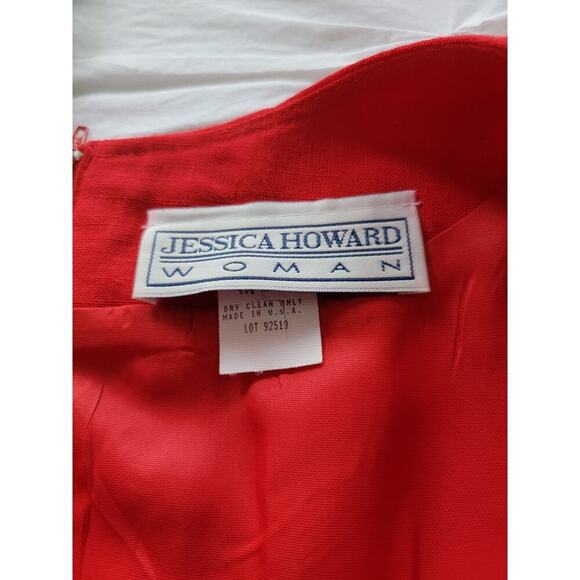 JESSICA HOWARD
WOMAN
DRY CLEAN ONLY
MADE IN U.S.A.
LOT 92519